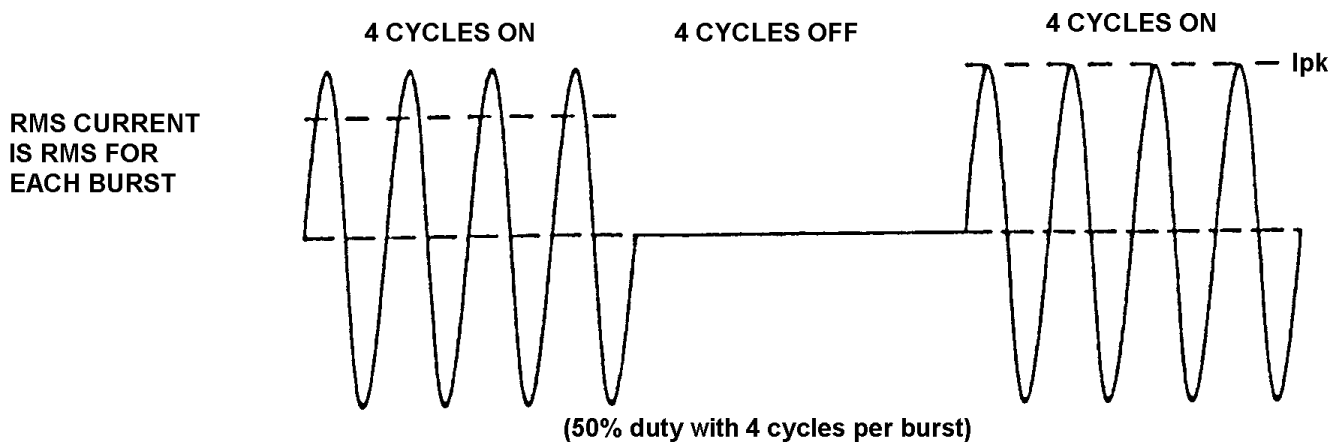 4 CYCLES ON
4 CYCLES OFF
4 CYCLES ON
Ipk
RMS CURRENT
IS RMS FOR
EACH BURST
(50% duty with 4 cycles per burst)